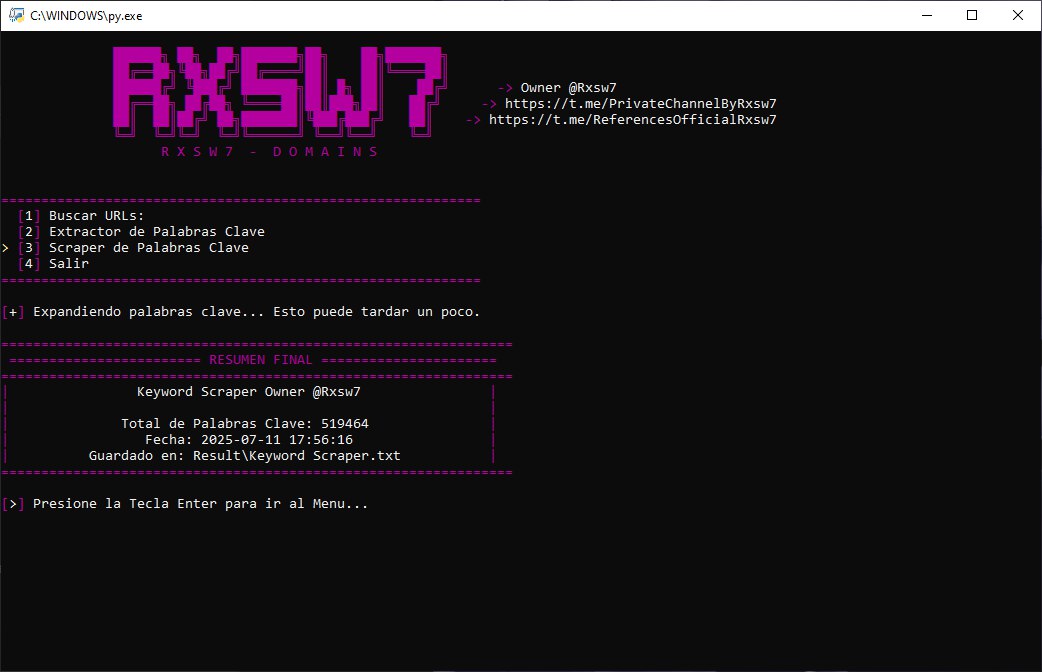 C:\WINDOWS\py.exe
RXSW7
-> Owner @Rxsw7
-> https://t.me/PrivateChannelByRxsw7
-> https://t.me/ReferencesOfficialRxsw7
R X S W 7 - D O M A I N S
============================================================
[1] Buscar URLs:
[2] Extractor de Palabras Clave
> [3] Scraper de Palabras Clave
[4] Salir
============================================================
[+] Expandiendo palabras clave... Esto puede tardar un poco.
================================================================
======================== RESUMEN FINAL ======================
================================================================
| Keyword Scraper Owner @Rxsw7 |
| |
| Total de Palabras Clave: 519464 |
| Fecha: 2025-07-11 17:56:16 |
| Guardado en: Result\Keyword Scraper.txt |
================================================================
[>] Presione la Tecla Enter para ir al Menu...